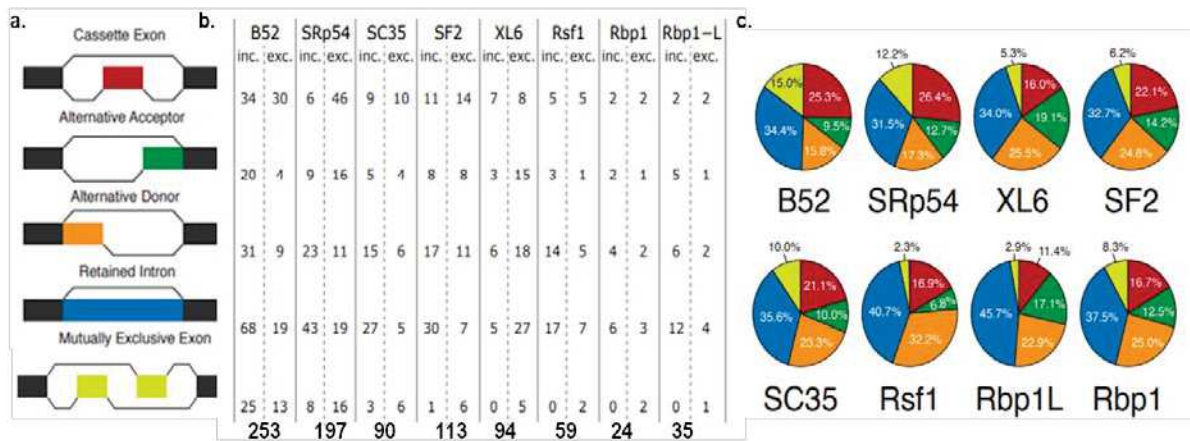 a.
Cassette Exon
Alternative Acceptor
Alternative Donor
Retained Intron
Mutually Exclusive Exon
b.
B52 SRp54 SC35 SF2 XL6 Rsf1 Rbp1 Rbp1-L
inc. exc. inc. exc. inc. exc. inc. exc. inc. exc. inc. exc. inc. exc. inc. exc.
34 30 6 46 9 10 11 14 7 8 5 5 2 2 2 2
20 4 9 16 5 4 8 8 3 15 3 1 2 1 5 1
31 9 23 11 15 6 17 11 6 18 14 5 4 2 6 2
68 19 43 19 27 5 30 7 5 27 17 7 6 3 12 4
25 13 8 16 3 6 1 6 0 5 0 2 0 2 0 1
253 197 90 113 94 59 24 35
c.
12.2% 5.3% 6.2%
15.0% 25.3% 26.4% 16.0% 22.1%
34.4% 9.5% 31.5% 12.7% 34.0% 19.1% 32.7% 14.2%
15.8% 17.3% 25.5% 24.8%
B52 SRp54 XL6 SF2
10.0% 2.3% 2.9% 11.4% 8.3%
21.1% 16.9% 16.7%
35.6% 10.0% 40.7% 6.8% 45.7% 17.1% 37.5% 12.5%
23.3% 32.2% 22.9% 25.0%
SC35 Rsf1 Rbp1L Rbp1